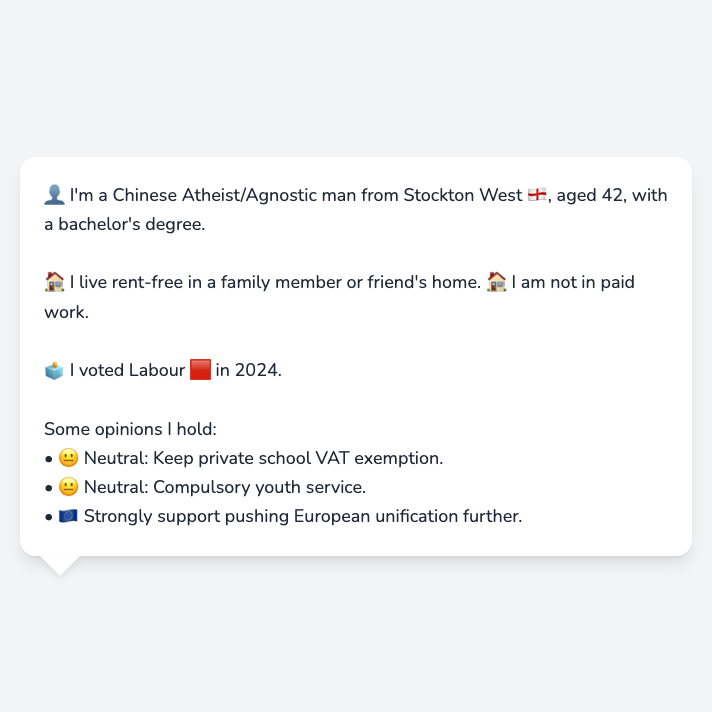 👤 I'm a Chinese Atheist/Agnostic man from Stockton West 🏴󠁧󠁢󠁥󠁮󠁧󠁿, aged 42, with
a bachelor's degree.
🏠 I live rent-free in a family member or friend's home. 🏠 I am not in paid
work.
🗳️ I voted Labour 🟥 in 2024.
Some opinions I hold:
• 😐 Neutral: Keep private school VAT exemption.
• 😐 Neutral: Compulsory youth service.
• 🇪🇺 Strongly support pushing European unification further.